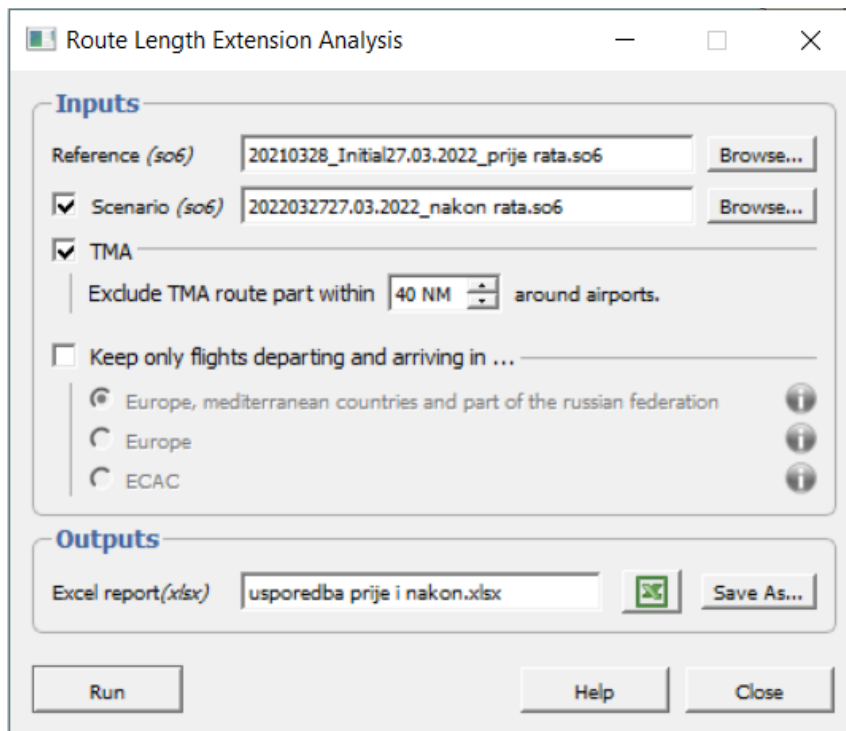 Route Length Extension Analysis
Inputs
Reference (so6) 20210328_Initial27.03.2022_prije rata.so6 Browse...
Scenario (so6) 2022032727.03.2022_nakon rata.so6 Browse...
TMA
Exclude TMA route part within 40 NM around airports.
Keep only flights departing and arriving in ...
Europe, mediterranean countries and part of the russian federation
Europe
ECAC
Outputs
Excel report(xlsx) usporedba prije i nakon.xlsx Save As...
Run Help Close